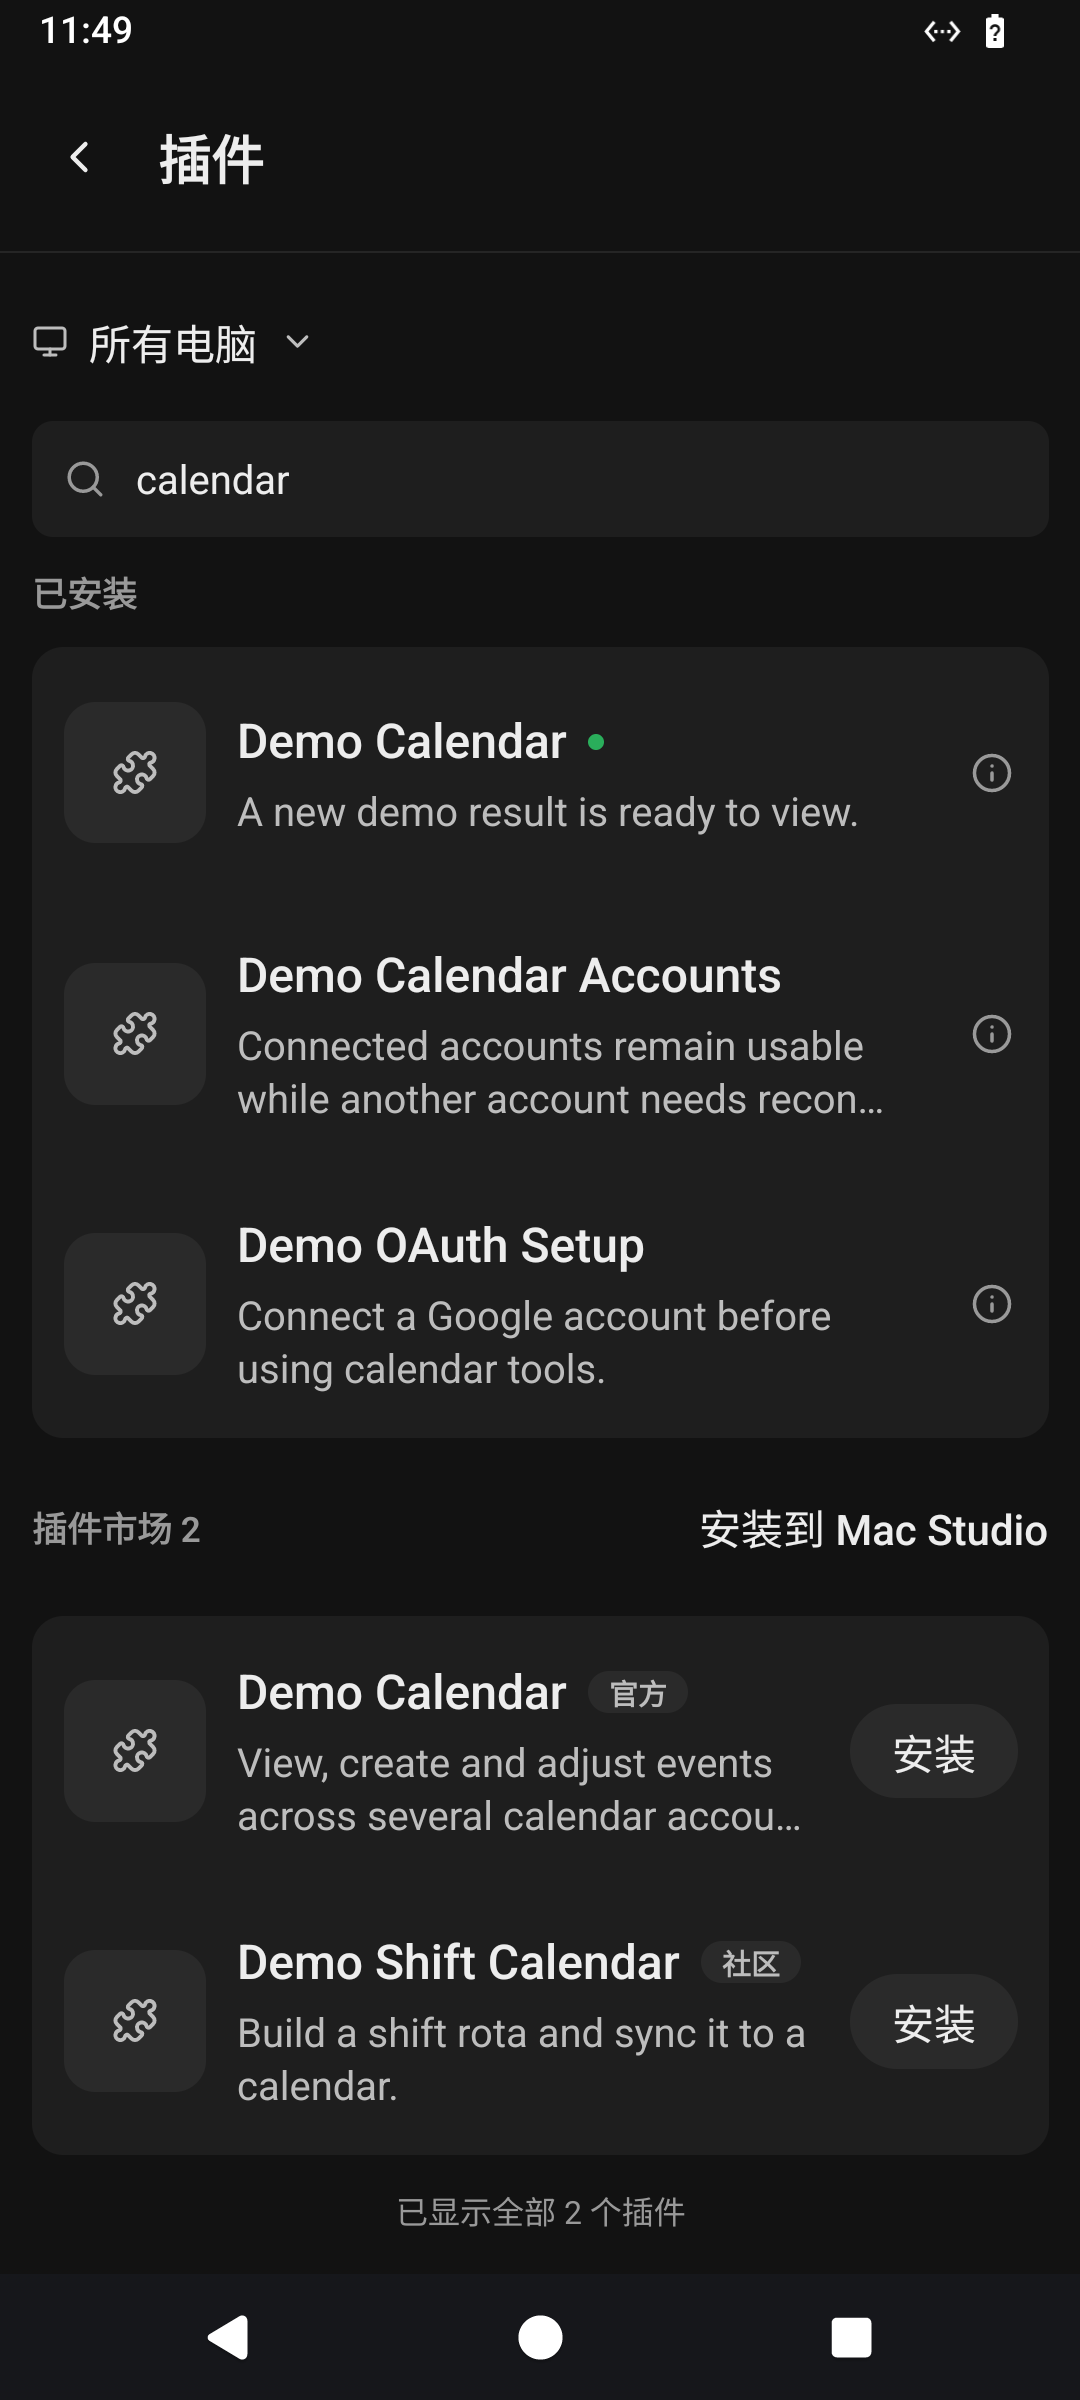 11:49
插件
所有电脑
calendar
已安装
Demo Calendar
A new demo result is ready to view.
Demo Calendar Accounts
Connected accounts remain usable
while another account needs recon…
Demo OAuth Setup
Connect a Google account before
using calendar tools.
插件市场 2
安装到 Mac Studio
Demo Calendar 官方
View, create and adjust events
across several calendar accou…
安装
Demo Shift Calendar 社区
Build a shift rota and sync it to a
calendar.
安装
已显示全部 2 个插件